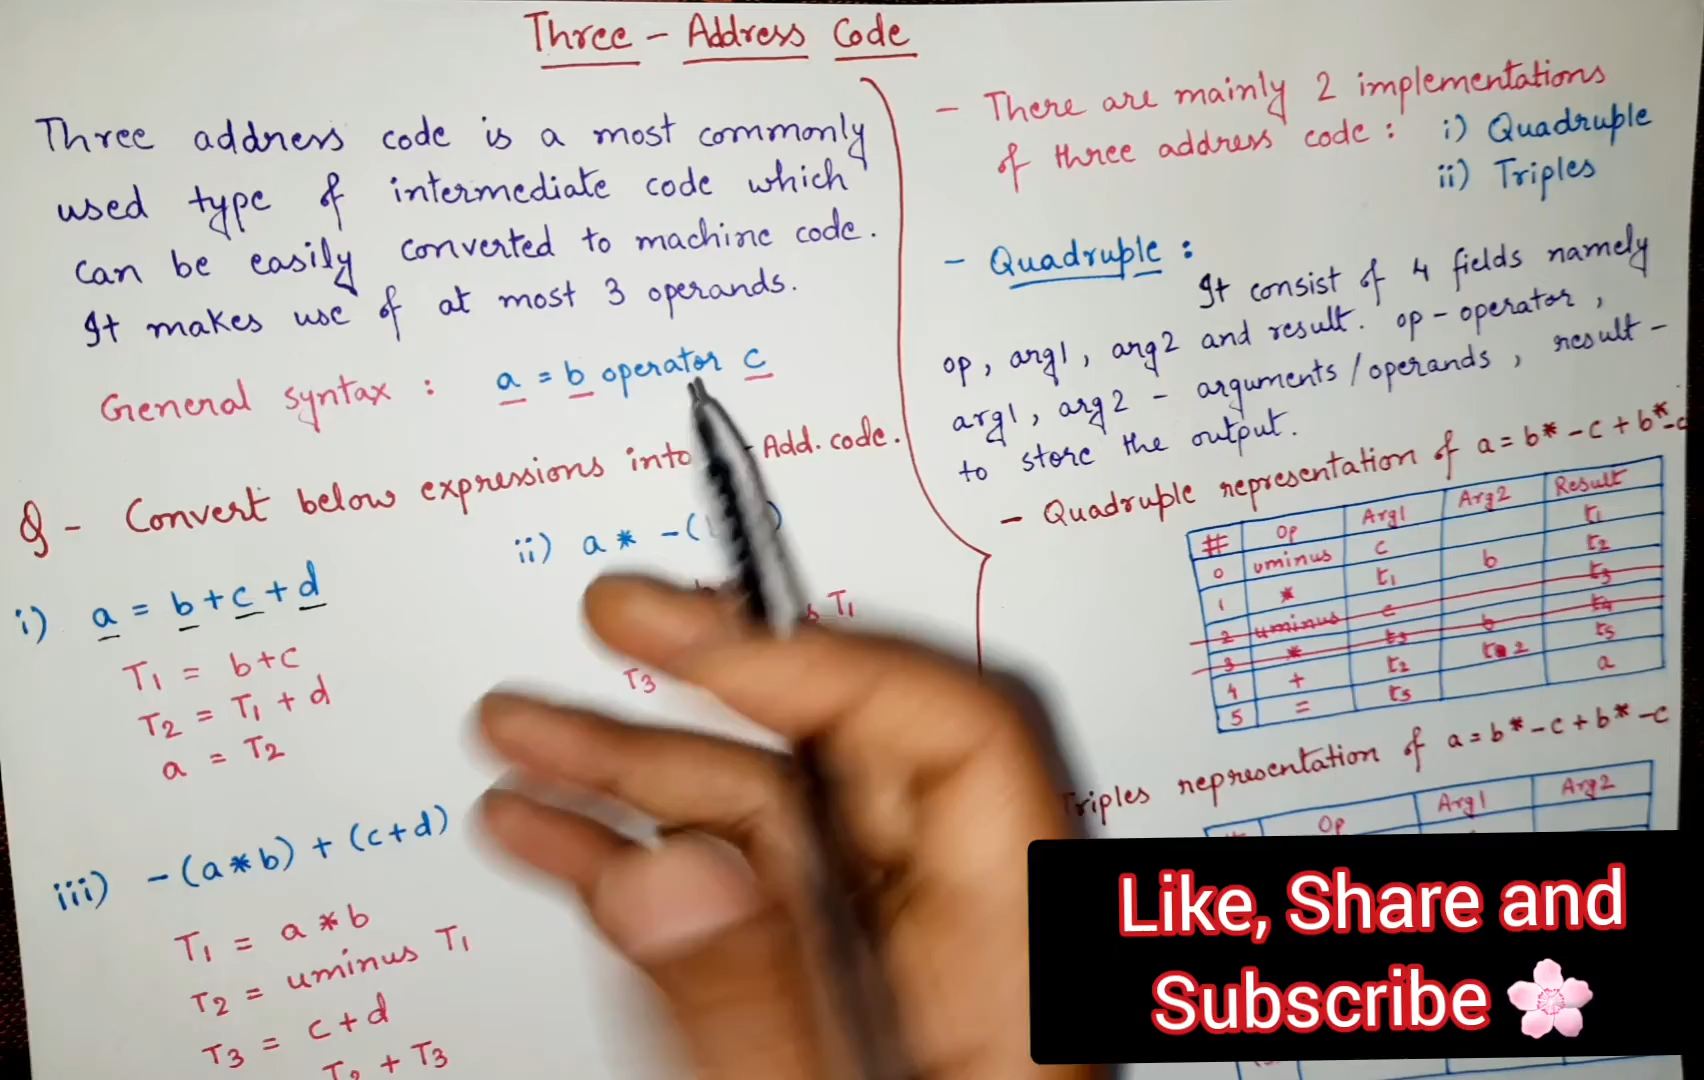 Three - Address Code
Three address code is a most commonly
used type of intermediate code which
can be easily converted to machine code.
It makes use of at most 3 operands.
General syntax : a = b operator c
Q - Convert below expressions into Add. code.
i) a = b + c + d
T1 = b+c
T2 = T1 + d
a = T2
ii) a * -(
T1
T3
iii) -(a*b) + (c+d)
T1 = a * b
T2 = uminus T1
T3 = c+d
T2 + T3
- There are mainly 2 implementations
of three address code : i) Quadruple
ii) Triples
- Quadruple :
It consist of 4 fields namely
op, arg1, arg2 and result. op - operator,
arg1, arg2 - arguments/operands, result -
to store the output.
- Quadruple representation of a = b* - c + b* - c
# Op Arg1 Arg2 Result
0 uminus c t1
1 * t1 b t2
2 uminus c t3
3 * t3 b t4
4 + t2 t2 t5
5 = t5 a
Triples representation of a = b* - c + b* - c
Op Arg1 Arg2
Like, Share and
Subscribe